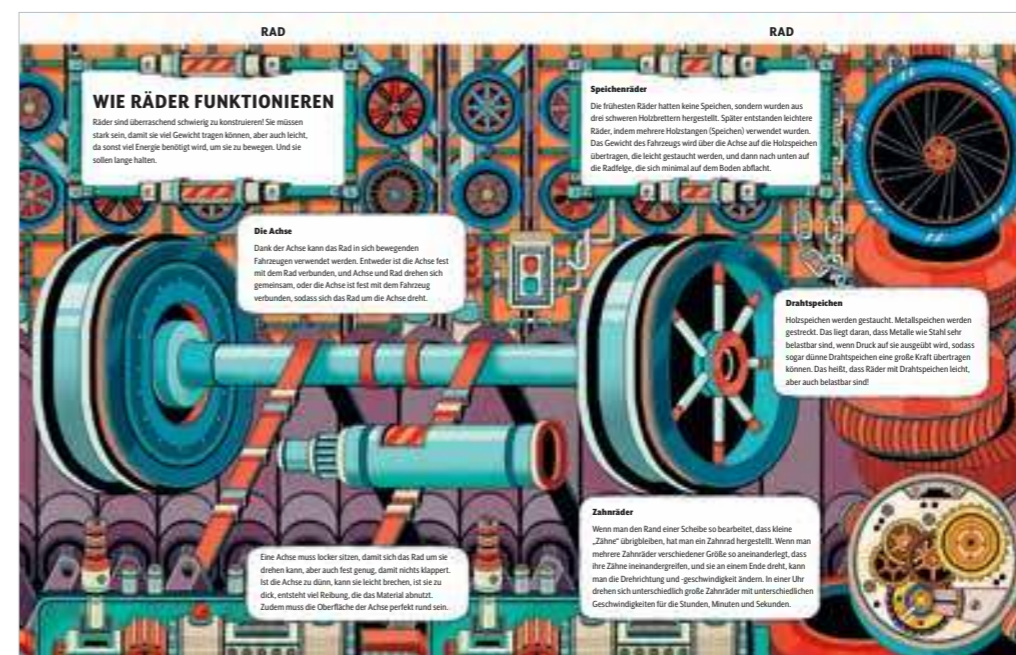 RAD
WIE RÄDER FUNKTIONIEREN
Räder sind überraschend schwierig zu konstruieren! Sie müssen
stark sein, damit sie viel Gewicht tragen können, aber auch leicht,
da sonst viel Energie benötigt wird, um sie zu bewegen. Und sie
sollen lange halten.
Die Achse
Dank der Achse kann das Rad in sich bewegenden
Fahrzeugen verwendet werden. Entweder ist die Achse fest
mit dem Rad verbunden, und Achse und Rad drehen sich
gemeinsam, oder die Achse ist fest mit dem Fahrzeug
verbunden, sodass sich das Rad um die Achse dreht.
Eine Achse muss locker sitzen, damit sich das Rad um sie
drehen kann, aber auch fest genug, damit nichts klappert.
Ist die Achse zu dünn, kann sie leicht brechen, ist sie zu
dick, entsteht viel Reibung, die das Material abnutzt.
Zudem muss die Oberfläche der Achse perfekt rund sein.
RAD
Speichenräder
Die frühesten Räder hatten keine Speichen, sondern wurden aus
drei schweren Holzbrettern hergestellt. Später entstanden leichtere
Räder, indem mehrere Holzstangen (Speichen) verwendet wurden.
Das Gewicht des Fahrzeugs wird über die Achse auf die Holzspeichen
übertragen, die leicht gestaucht werden, und dann nach unten auf
die Radfelge, die sich minimal auf dem Boden abflacht.
Drahtspeichen
Holzspeichen werden gestaucht. Metallspeichen werden
gestreckt. Das liegt daran, dass Metalle wie Stahl sehr
belastbar sind, wenn Druck auf sie ausgeübt wird, sodass
sogar dünne Drahtspeichen eine große Kraft übertragen
können. Das heißt, dass Räder mit Drahtspeichen leicht,
aber auch belastbar sind!
Zahnräder
Wenn man den Rand einer Scheibe so bearbeitet, dass kleine
„Zähne“ übrigbleiben, hat man ein Zahnrad hergestellt. Wenn man
mehrere Zahnräder verschiedener Größe so aneinanderlegt, dass
ihre Zähne ineinandergreifen, und sie an einem Ende dreht, kann
man die Drehrichtung und -geschwindigkeit ändern. In einer Uhr
drehen sich unterschiedlich große Zahnräder mit unterschiedlichen
Geschwindigkeiten für die Stunden, Minuten und Sekunden.